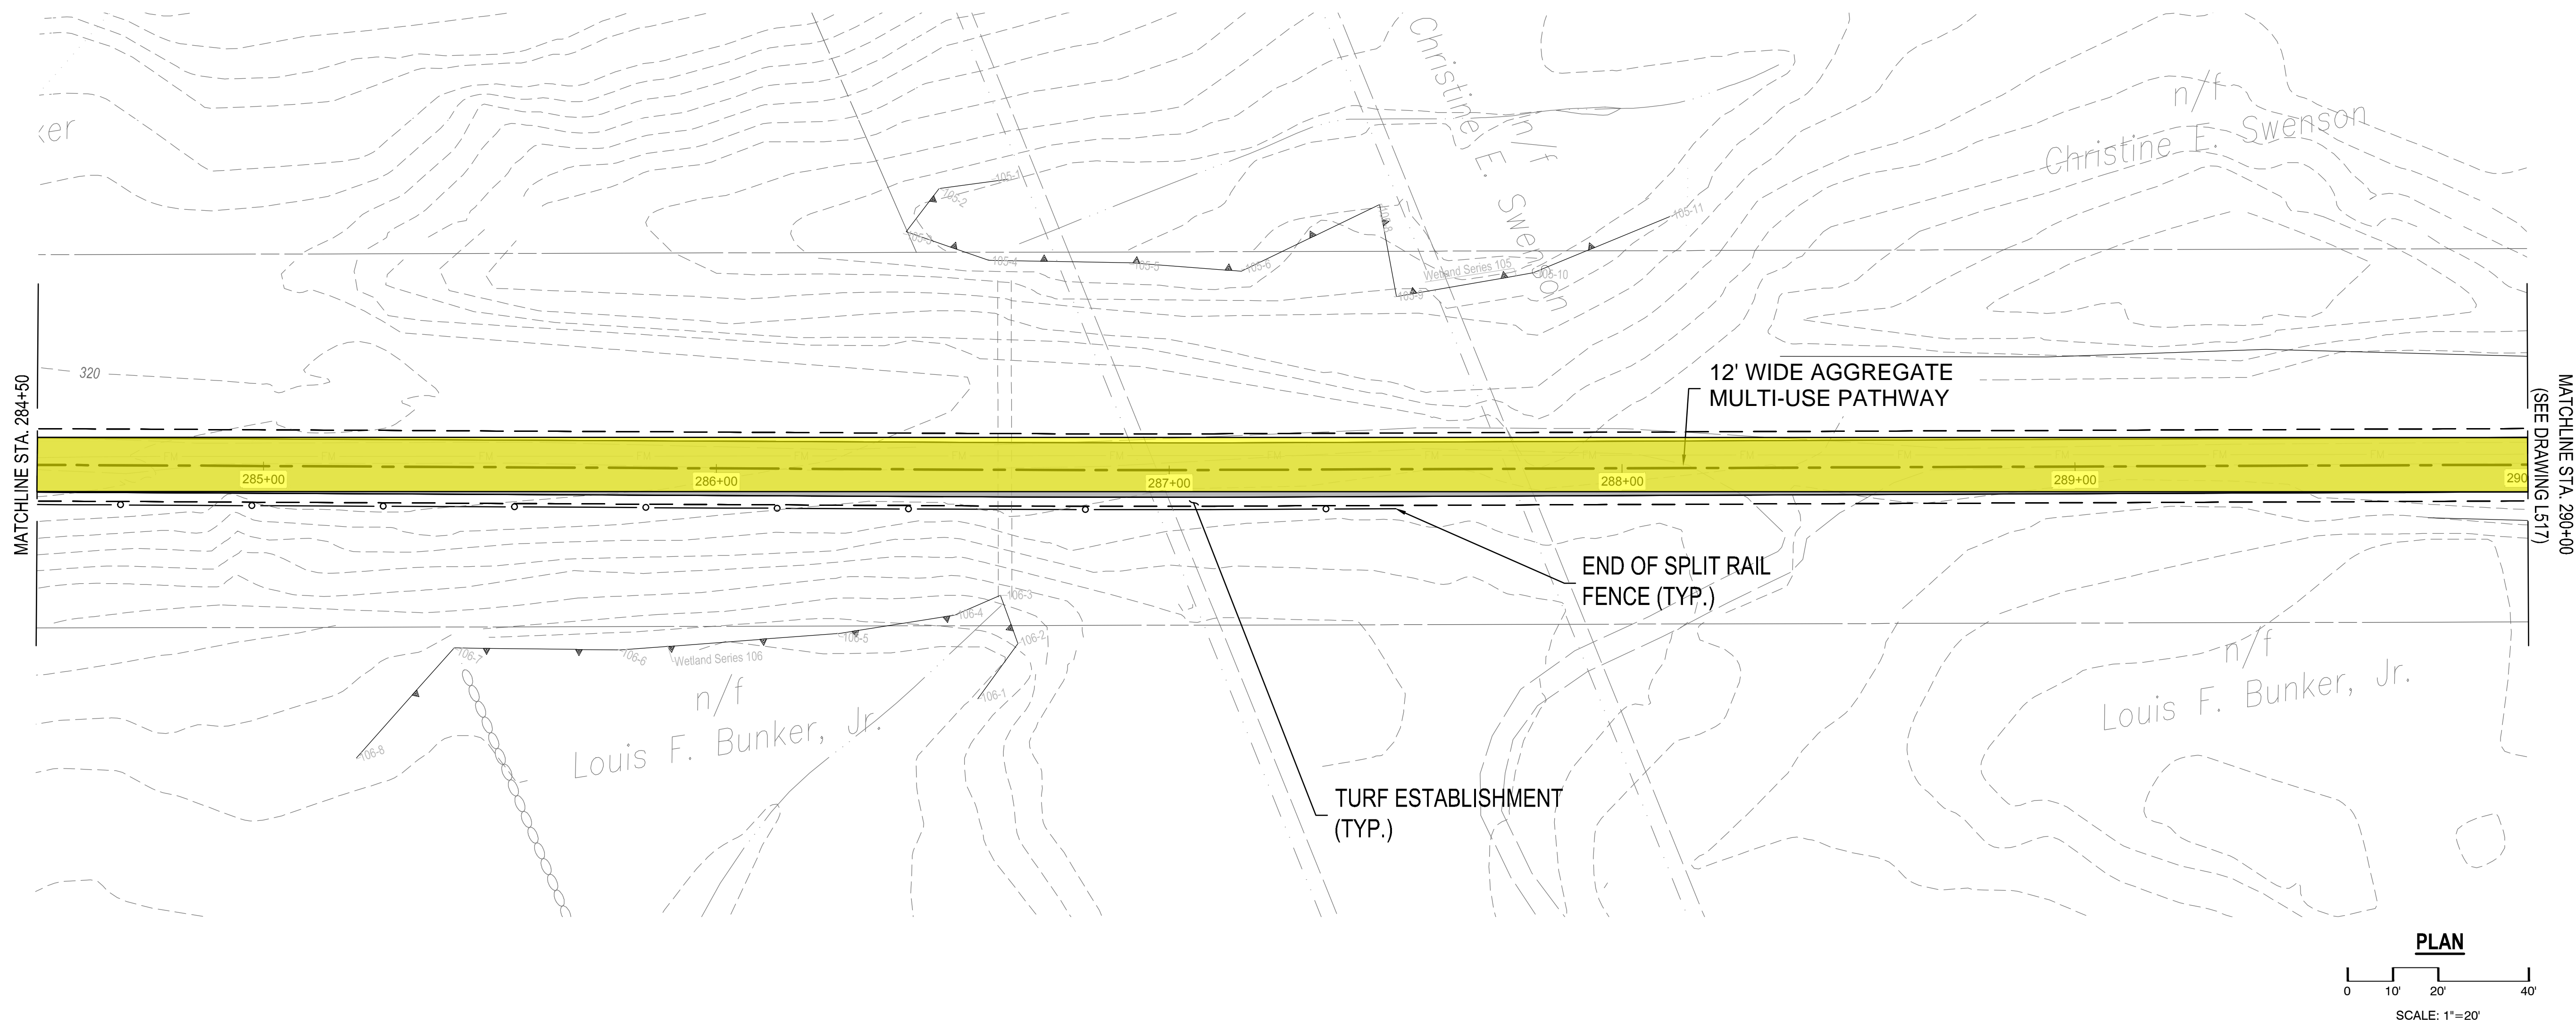 Christine E. Swenson
n/f
n/f
Christine E. Swenson
ker
105-1
105-2
105-3
105-4
105-5
105-6
105-9
105-10
105-11
Wetland Series 105
320
12' WIDE AGGREGATE
MULTI-USE PATHWAY
MATCHLINE STA. 284+50
MATCHLINE STA. 290+00
(SEE DRAWING L517)
285+00
286+00
287+00
288+00
289+00
290
END OF SPLIT RAIL
FENCE (TYP.)
106-3
106-4
106-2
106-5
106-6
106-7
106-1
106-8
Wetland Series 106
n/f
Louis F. Bunker, Jr.
n/f
Louis F. Bunker, Jr.
TURF ESTABLISHMENT
(TYP.)
PLAN
0 10' 20' 40'
SCALE: 1"=20'